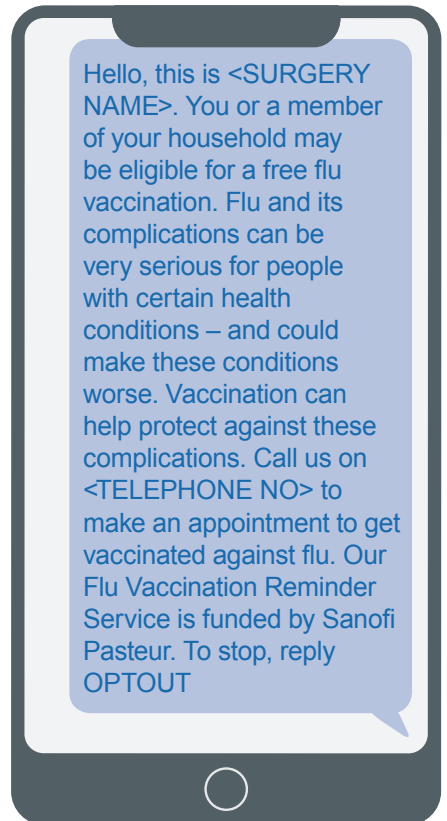 Hello, this is <SURGERY
NAME>. You or a member
of your household may
be eligible for a free flu
vaccination. Flu and its
complications can be
very serious for people
with certain health
conditions – and could
make these conditions
worse. Vaccination can
help protect against these
complications. Call us on
<TELEPHONE NO> to
make an appointment to get
vaccinated against flu. Our
Flu Vaccination Reminder
Service is funded by Sanofi
Pasteur. To stop, reply
OPTOUT